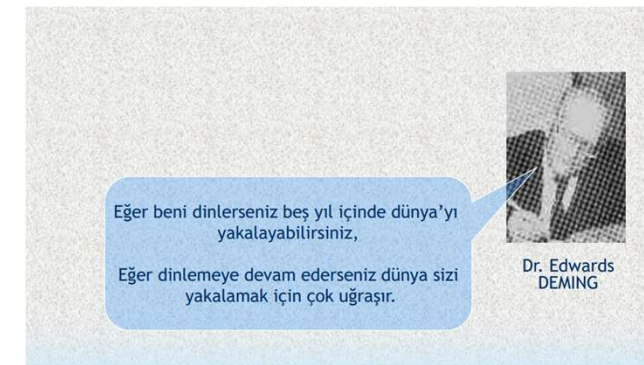 Eğer beni dinlerseniz beş yıl içinde dünya’yı
yakalayabilirsiniz,
Eğer dinlemeye devam ederseniz dünya sizi
yakalamak için çok uğraşır.
Dr. Edwards
DEMING